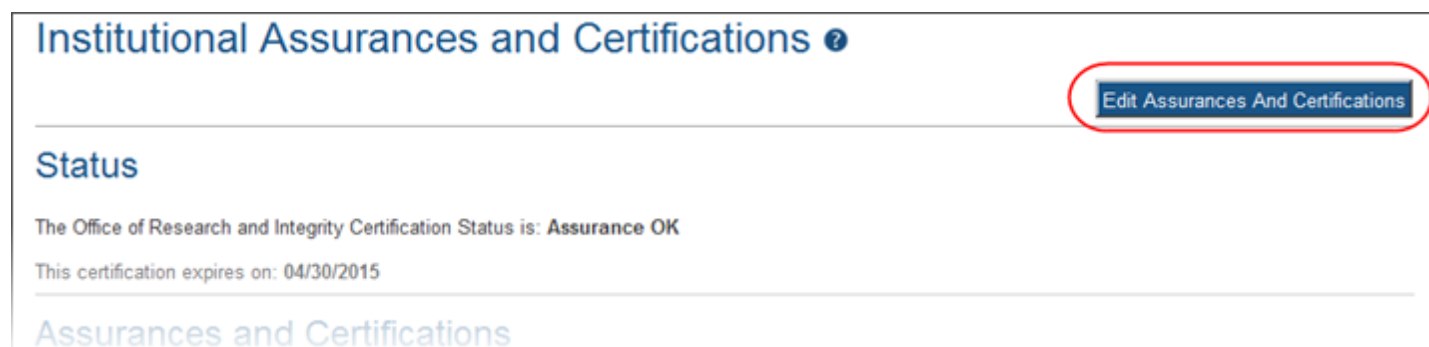 Institutional Assurances and Certifications ?
Edit Assurances And Certifications
Status
The Office of Research and Integrity Certification Status is: Assurance OK
This certification expires on: 04/30/2015
Assurances and Certifications